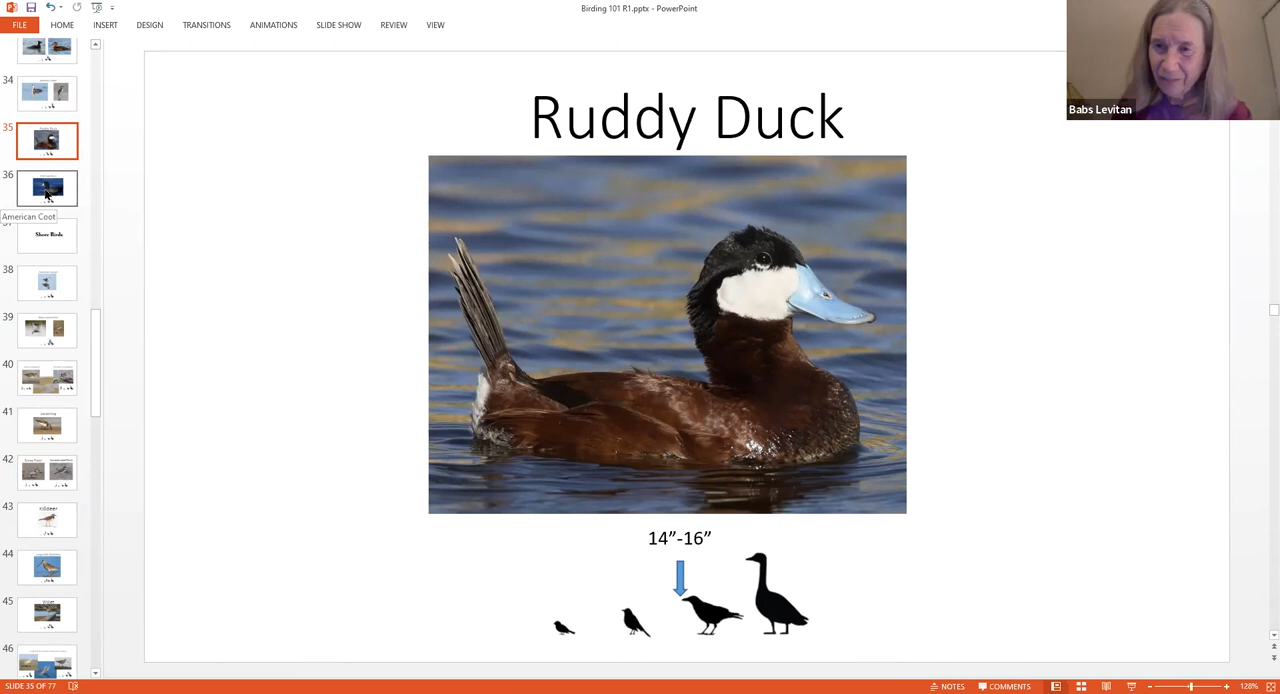 Birding 101 R1.pptx - PowerPoint
FILE HOME INSERT DESIGN TRANSITIONS ANIMATIONS SLIDE SHOW REVIEW VIEW
Babs Levitan
34
35
36
American Coot
Shore Birds
38
39
40
41
42
43
Killdeer
44
45
46
Ruddy Duck
14”-16”
SLIDE 35 OF 77
NOTES COMMENTS
128%